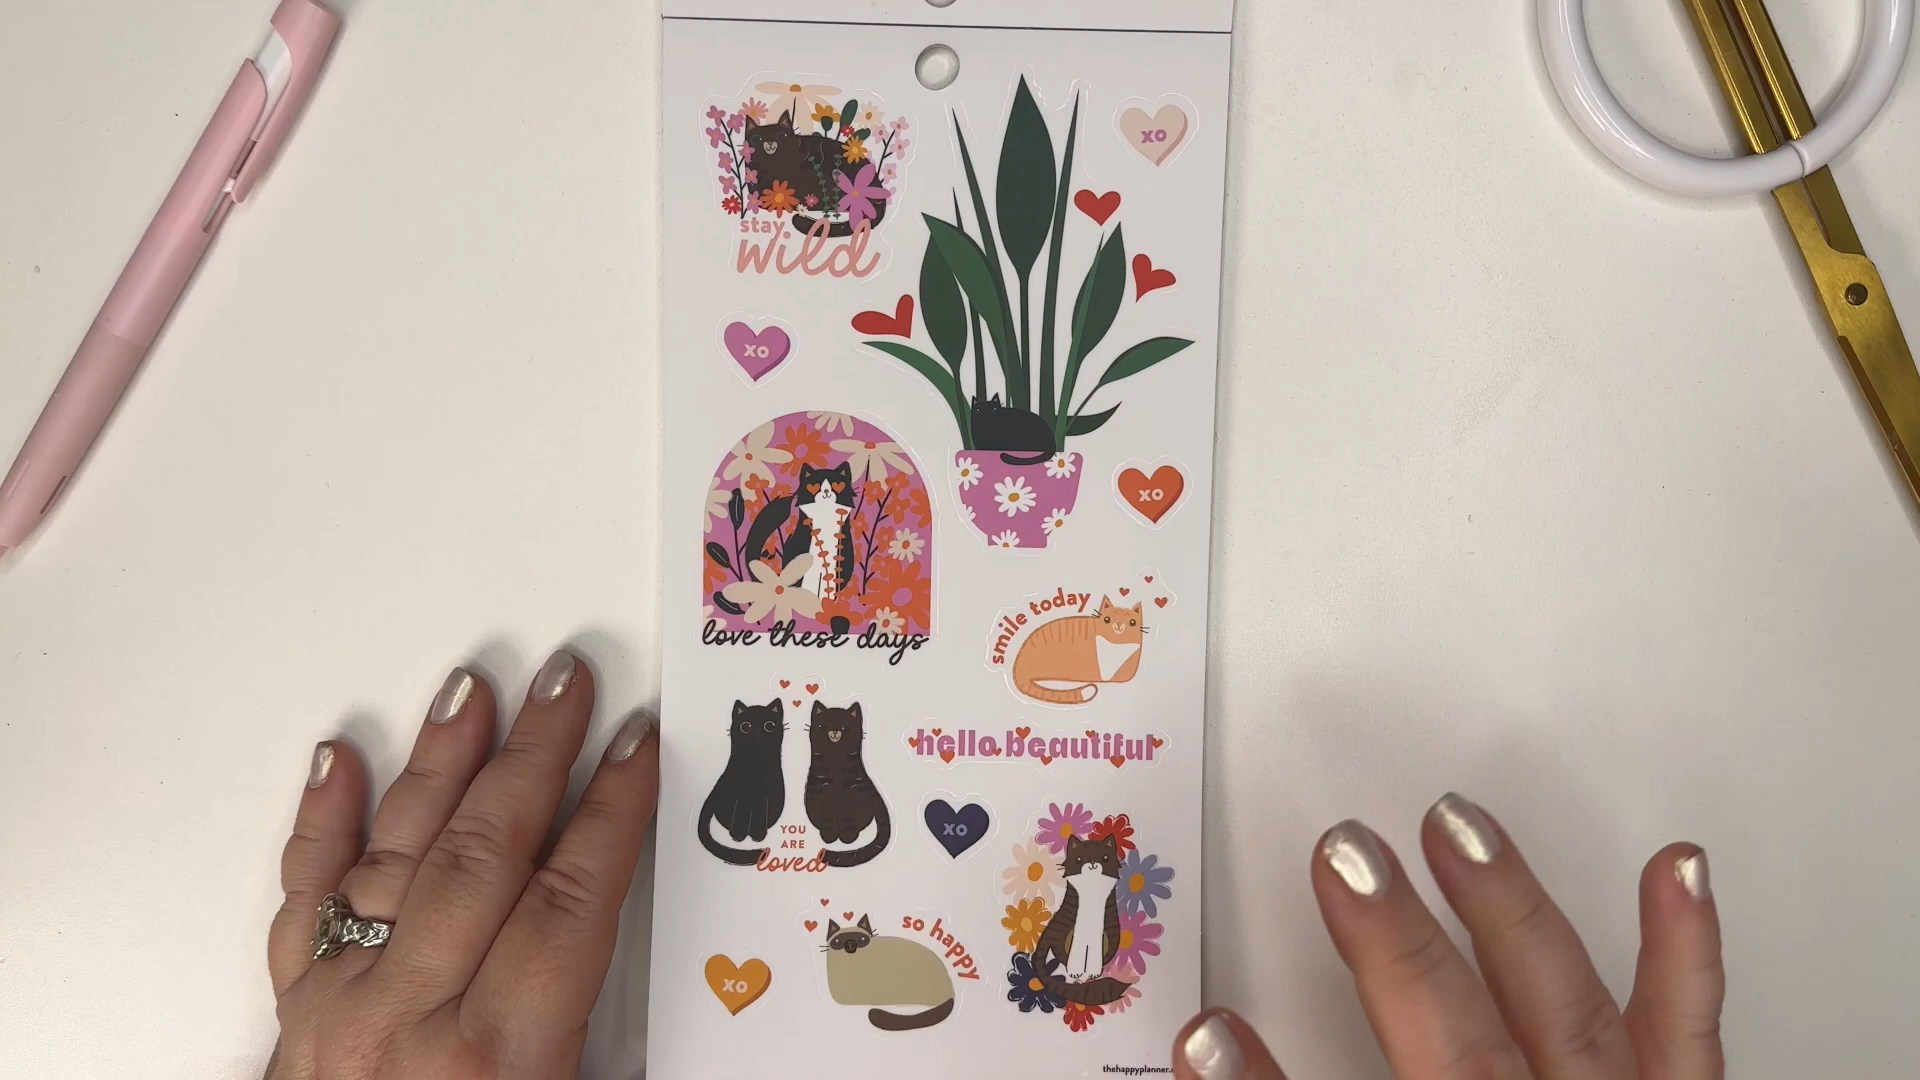 xo
stay
wild
xo
xo
smile today
love these days
hello beautiful
YOU
ARE
loved
xo
so happy
xo
thehappyplanner.